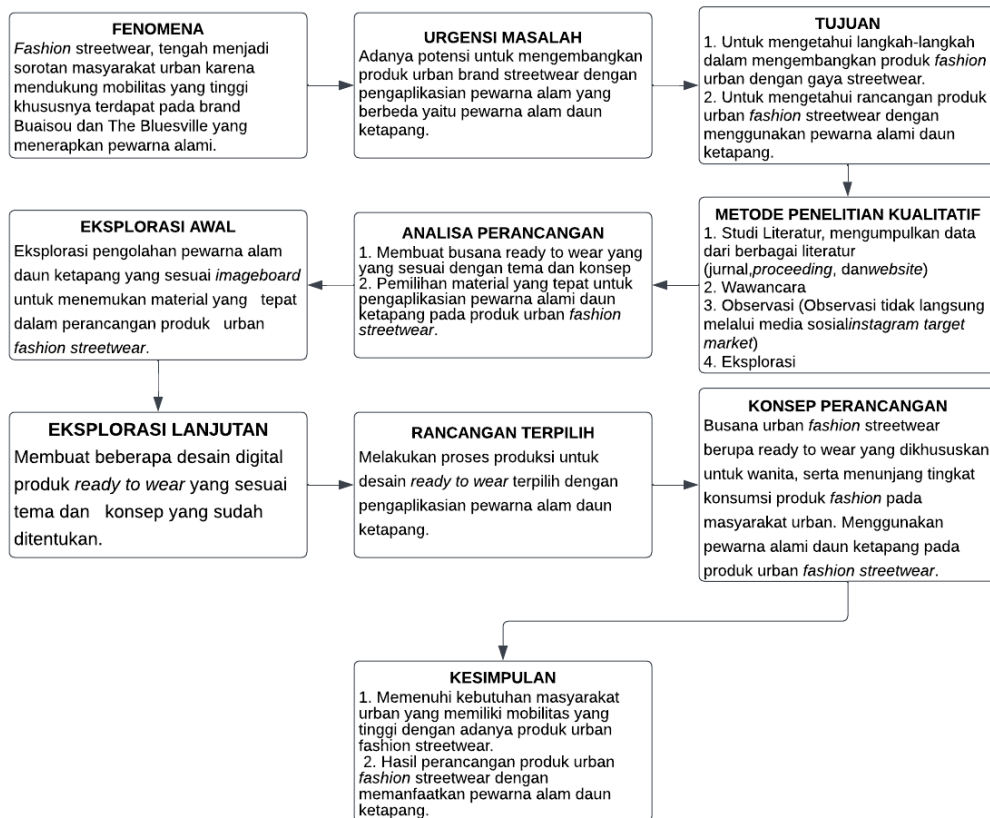 FENOMENA
Fashion streetwear, tengah menjadi
sorotan masyarakat urban karena
mendukung mobilitas yang tinggi
khususnya terdapat pada brand
Buaisou dan The Bluesville yang
menerapkan pewarna alami.
URGENSI MASALAH
Adanya potensi untuk mengembangkan
produk urban brand streetwear dengan
pengaplikasian pewarna alam yang
berbeda yaitu pewarna alam daun
ketapang.
TUJUAN
1. Untuk mengetahui langkah-langkah
dalam mengembangkan produk fashion
urban dengan gaya streetwear.
2. Untuk mengetahui rancangan produk
urban fashion streetwear dengan
menggunakan pewarna alami daun
ketapang.
METODE PENELITIAN KUALITATIF
1. Studi Literatur, mengumpulkan data
dari berbagai literatur
(jurnal,proceeding, danwebsite)
2. Wawancara
3. Observasi (Observasi tidak langsung
melalui media sosialinstagram target
market)
4. Eksplorasi
ANALISA PERANCANGAN
1. Membuat busana ready to wear yang
yang sesuai dengan tema dan konsep
2. Pemilihan material yang tepat untuk
pengaplikasian pewarna alami daun
ketapang pada produk urban fashion
streetwear.
EKSPLORASI AWAL
Eksplorasi pengolahan pewarna alam
daun ketapang yang sesuai imageboard
untuk menemukan material yang tepat
dalam perancangan produk urban
fashion streetwear.
EKSPLORASI LANJUTAN
Membuat beberapa desain digital
produk ready to wear yang sesuai
tema dan konsep yang sudah
ditentukan.
RANCANGAN TERPILIH
Melakukan proses produksi untuk
desain ready to wear terpilih dengan
pengaplikasian pewarna alam daun
ketapang.
KONSEP PERANCANGAN
Busana urban fashion streetwear
berupa ready to wear yang dikhususkan
untuk wanita, serta menunjang tingkat
konsumsi produk fashion pada
masyarakat urban. Menggunakan
pewarna alami daun ketapang pada
produk urban fashion streetwear.
KESIMPULAN
1. Memenuhi kebutuhan masyarakat
urban yang memiliki mobilitas yang
tinggi dengan adanya produk urban
fashion streetwear.
2. Hasil perancangan produk urban
fashion streetwear dengan
memanfaatkan pewarna alam daun
ketapang.